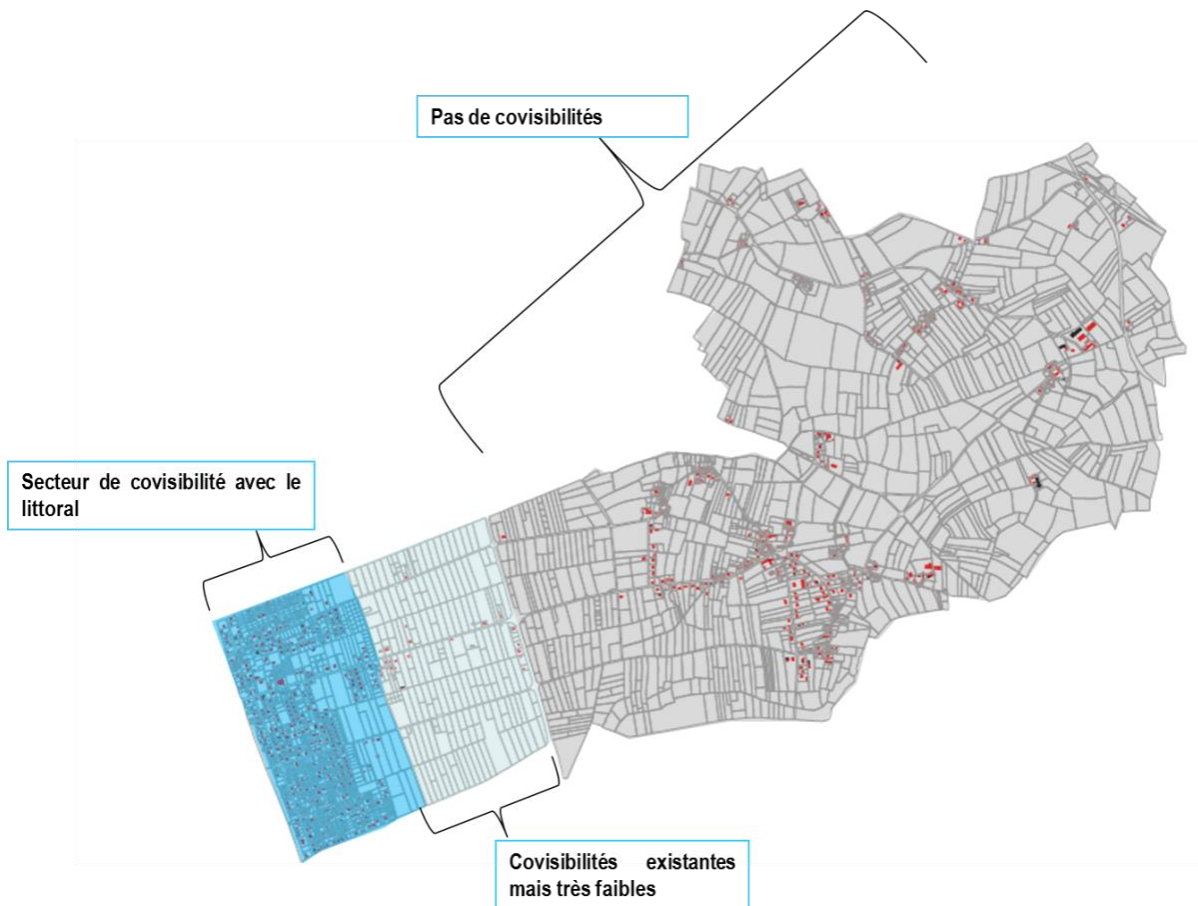 Pas de covisibilités
Secteur de covisibilité avec le
littoral
Covisibilités existantes
mais très faibles